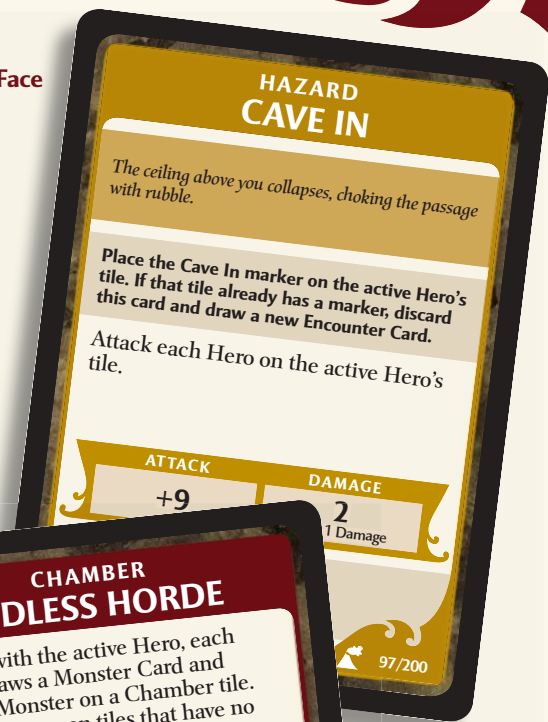 Face
HAZARD
CAVE IN
The ceiling above you collapses, choking the passage
with rubble.
Place the Cave In marker on the active Hero's
tile. If that tile already has a marker, discard
this card and draw a new Encounter Card.
Attack each Hero on the active Hero's
tile.
ATTACK
DAMAGE
+9
2
1 Damage
97/200
CHAMBER
DLESS HORDE
with the active Hero, each
aws a Monster Card and
Monster on a Chamber tile.
on tiles that have no